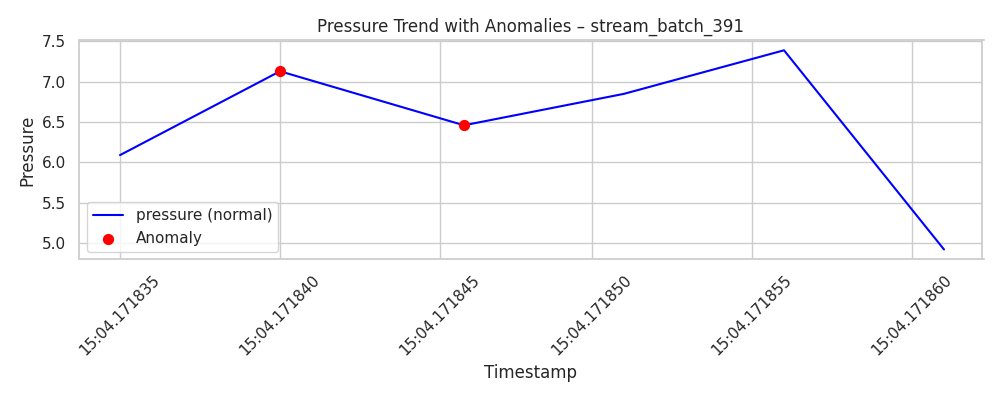 Pressure Trend with Anomalies – stream_batch_391
7.5
7.0
6.5
6.0
5.5
5.0
Pressure
pressure (normal)
Anomaly
15:04.171835
15:04.171840
15:04.171845
15:04.171850
15:04.171855
15:04.171860
Timestamp